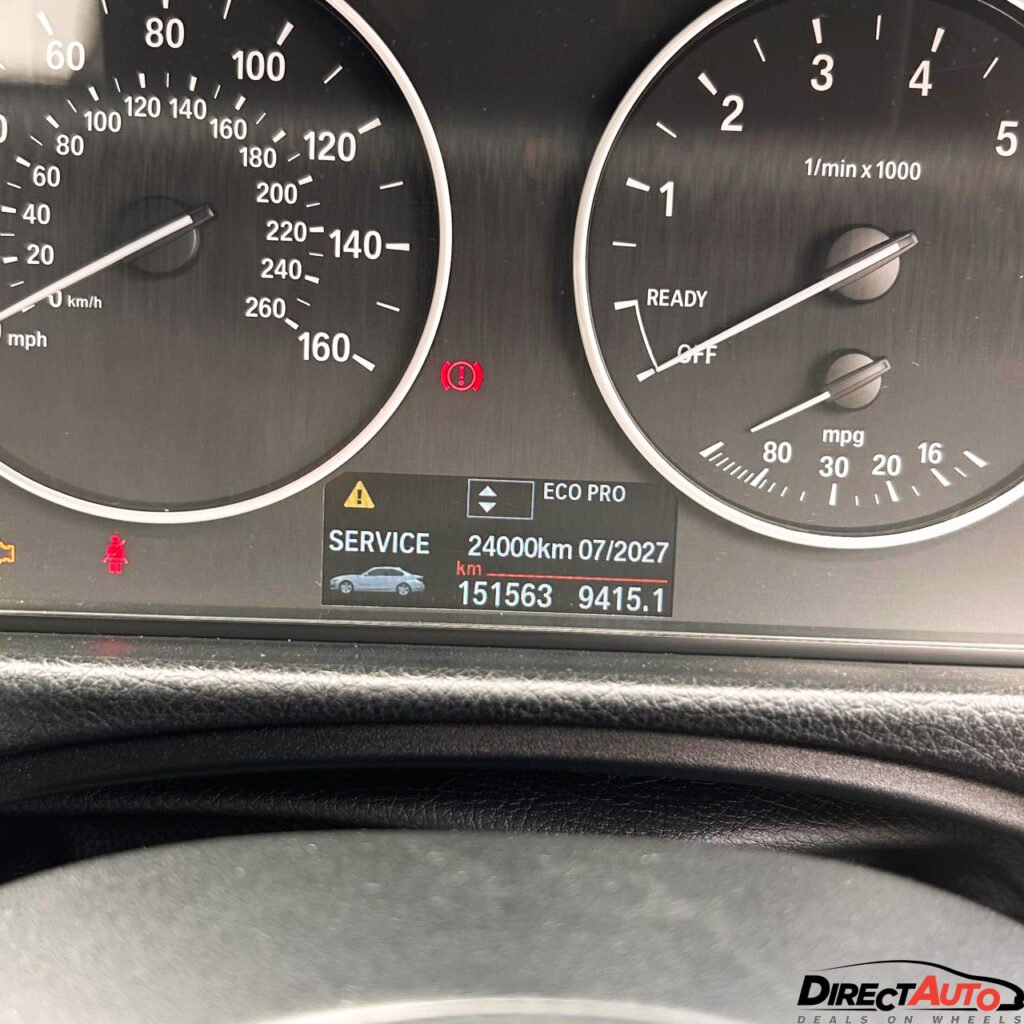 60
80
100
120
140
160
mph
20
40
60
80
100
120
140
160
180
200
220
240
260
0 km/h
1
2
3
4
5
1/min x 1000
READY
OFF
mpg
80
30
20
16
ECO PRO
SERVICE 24000km 07/2027
km
151563 9415.1
DIRECTAUTO
DEALS ON WHEELS